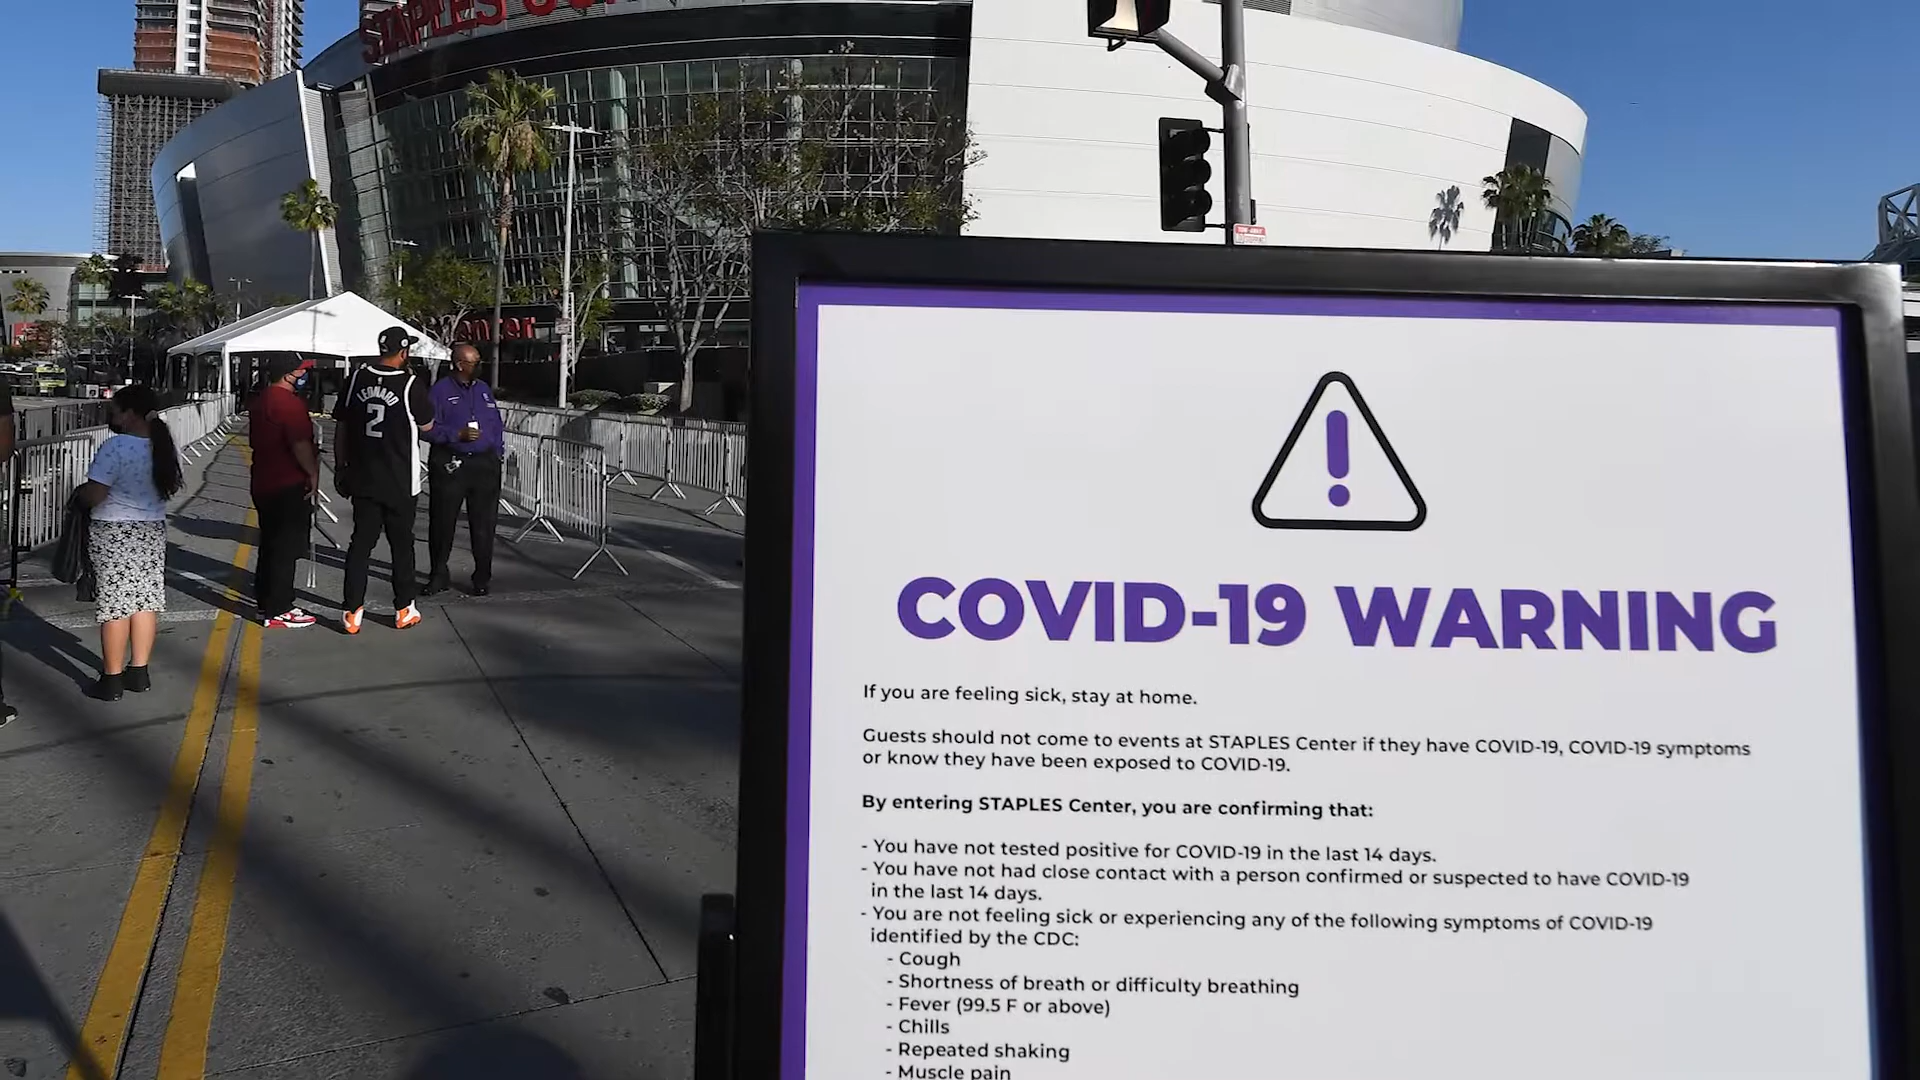 STAPLES Cen
Center
LEONARD
2
COVID-19 WARNING
If you are feeling sick, stay at home.
Guests should not come to events at STAPLES Center if they have COVID-19, COVID-19 symptoms
or know they have been exposed to COVID-19.
By entering STAPLES Center, you are confirming that:
- You have not tested positive for COVID-19 in the last 14 days.
- You have not had close contact with a person confirmed or suspected to have COVID-19
in the last 14 days.
- You are not feeling sick or experiencing any of the following symptoms of COVID-19
identified by the CDC:
- Cough
- Shortness of breath or difficulty breathing
- Fever (99.5 F or above)
- Chills
- Repeated shaking
- Muscle pain